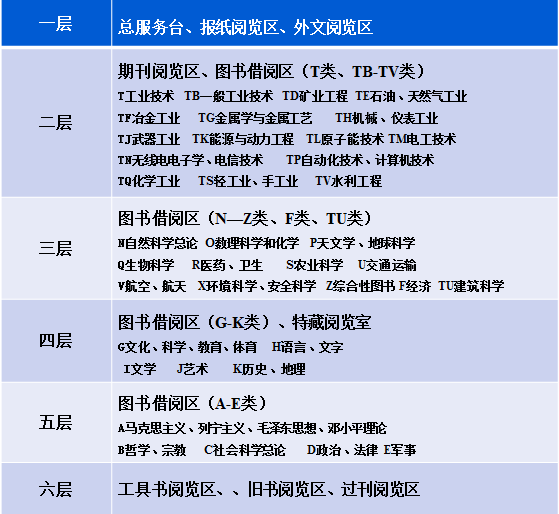 一层
总服务台、报纸阅览区、外文阅览区
二层
期刊阅览区、图书借阅区（T类、TB-TV类）
T工业技术 TB一般工业技术 TD矿业工程 TE石油、天然气工业
TF冶金工业 TG金属学与金属工艺 TH机械、仪表工业
TJ武器工业 TK能源与动力工程 TL原子能技术 TM电工技术
TN无线电电子学、电信技术 TP自动化技术、计算机技术
TQ化学工业 TS轻工业、手工业 TV水利工程
三层
图书借阅区（N—Z类、F类、TU类）
N自然科学总论 O数理科学和化学 P天文学、地球科学
Q生物科学 R医药、卫生 S农业科学 U交通运输
V航空、航天 X环境科学、安全科学 Z综合性图书 F经济 TU建筑科学
四层
图书借阅区（G-K类）、特藏阅览室
G文化、科学、教育、体育 H语言、文字
I文学 J艺术 K历史、地理
五层
图书借阅区（A-E类）
A马克思主义、列宁主义、毛泽东思想、邓小平理论
B哲学、宗教 C社会科学总论 D政治、法律 E军事
六层
工具书阅览区、、旧书阅览区、过刊阅览区